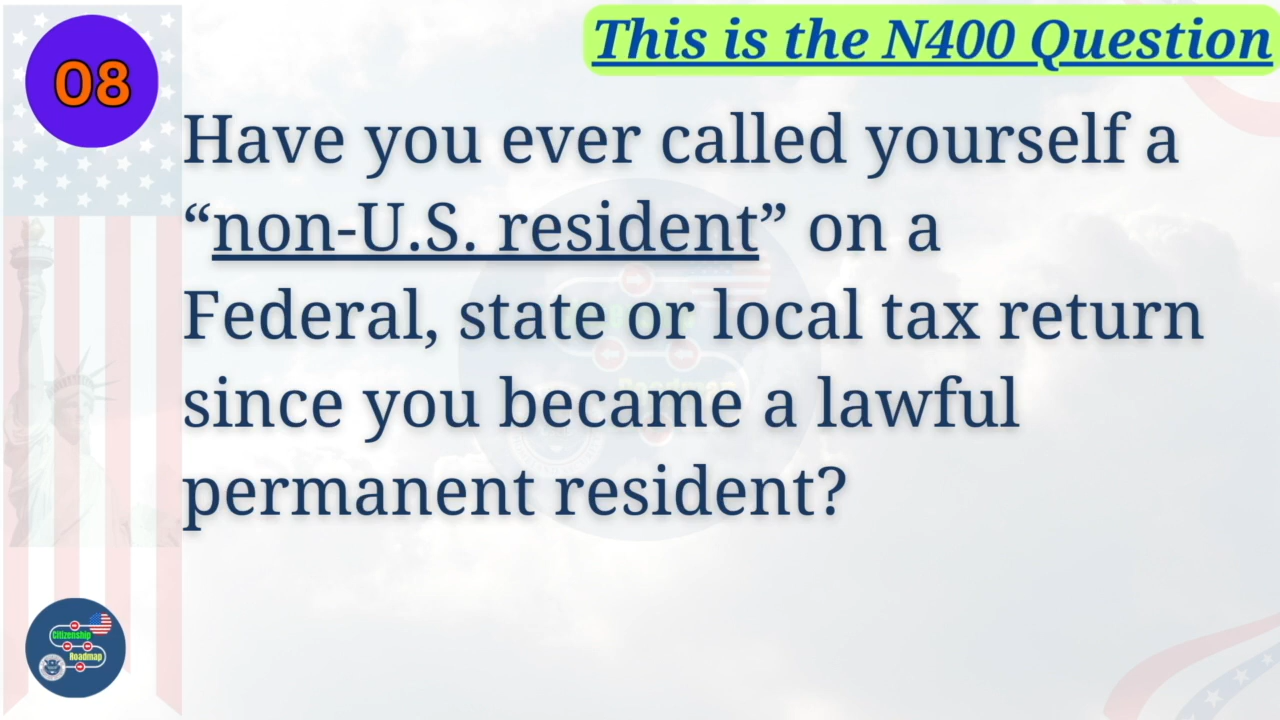 08
This is the N400 Question
Have you ever called yourself a
“non-U.S. resident” on a
Federal, state or local tax return
since you became a lawful
permanent resident?
Citizenship
Roadmap